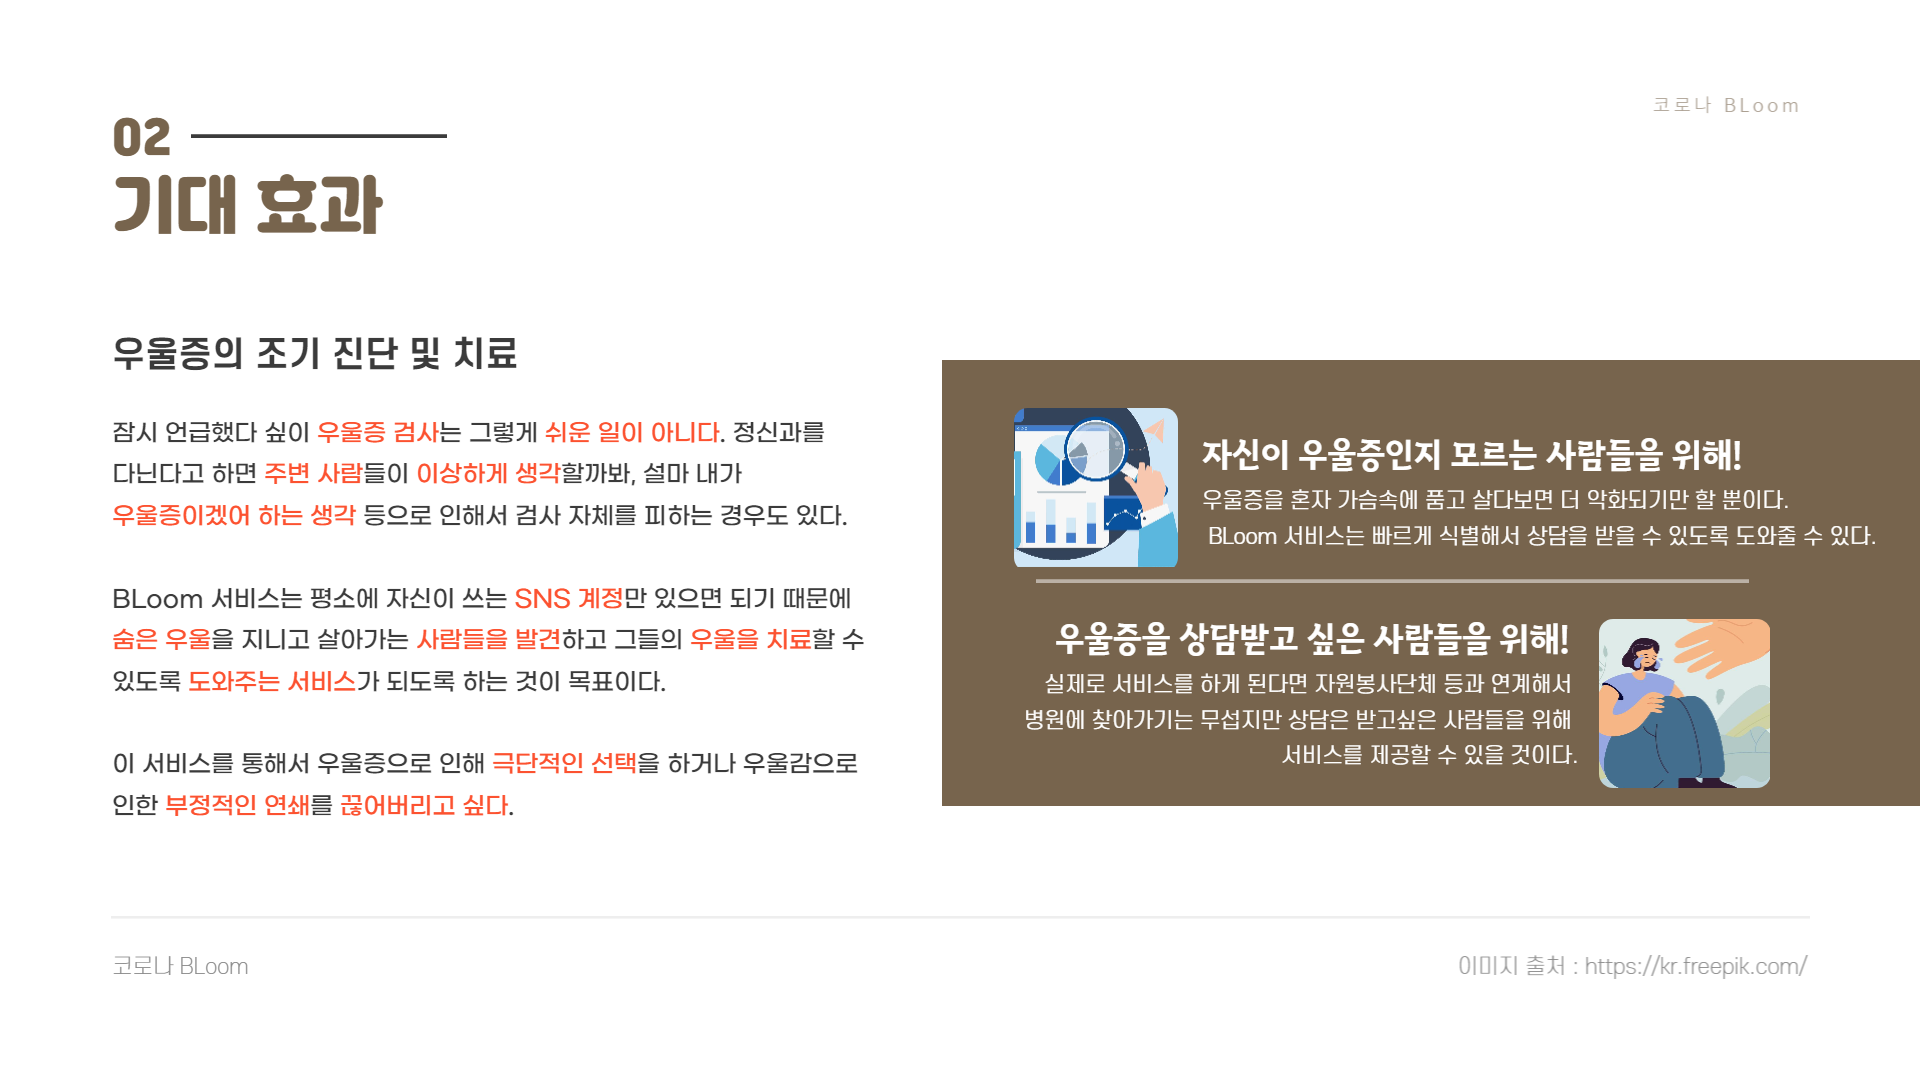 코로나 BLoom
02
기대 효과
우울증의 조기 진단 및 치료
잠시 언급했다 싶이 우울증 검사는 그렇게 쉬운 일이 아니다. 정신과를
다닌다고 하면 주변 사람들이 이상하게 생각할까봐, 설마 내가
우울증이겠어 하는 생각 등으로 인해서 검사 자체를 피하는 경우도 있다.
BLoom 서비스는 평소에 자신이 쓰는 SNS 계정만 있으면 되기 때문에
숨은 우울을 지니고 살아가는 사람들을 발견하고 그들의 우울을 치료할 수
있도록 도와주는 서비스가 되도록 하는 것이 목표이다.
이 서비스를 통해서 우울증으로 인해 극단적인 선택을 하거나 우울감으로
인한 부정적인 연쇄를 끊어버리고 싶다.
자신이 우울증인지 모르는 사람들을 위해!
우울증을 혼자 가슴속에 품고 살다보면 더 악화되기만 할 뿐이다.
BLoom 서비스는 빠르게 식별해서 상담을 받을 수 있도록 도와줄 수 있다.
우울증을 상담받고 싶은 사람들을 위해!
실제로 서비스를 하게 된다면 자원봉사단체 등과 연계해서
병원에 찾아가기는 무섭지만 상담은 받고싶은 사람들을 위해
서비스를 제공할 수 있을 것이다.
코로나 BLoom
이미지 출처 : https://kr.freepik.com/